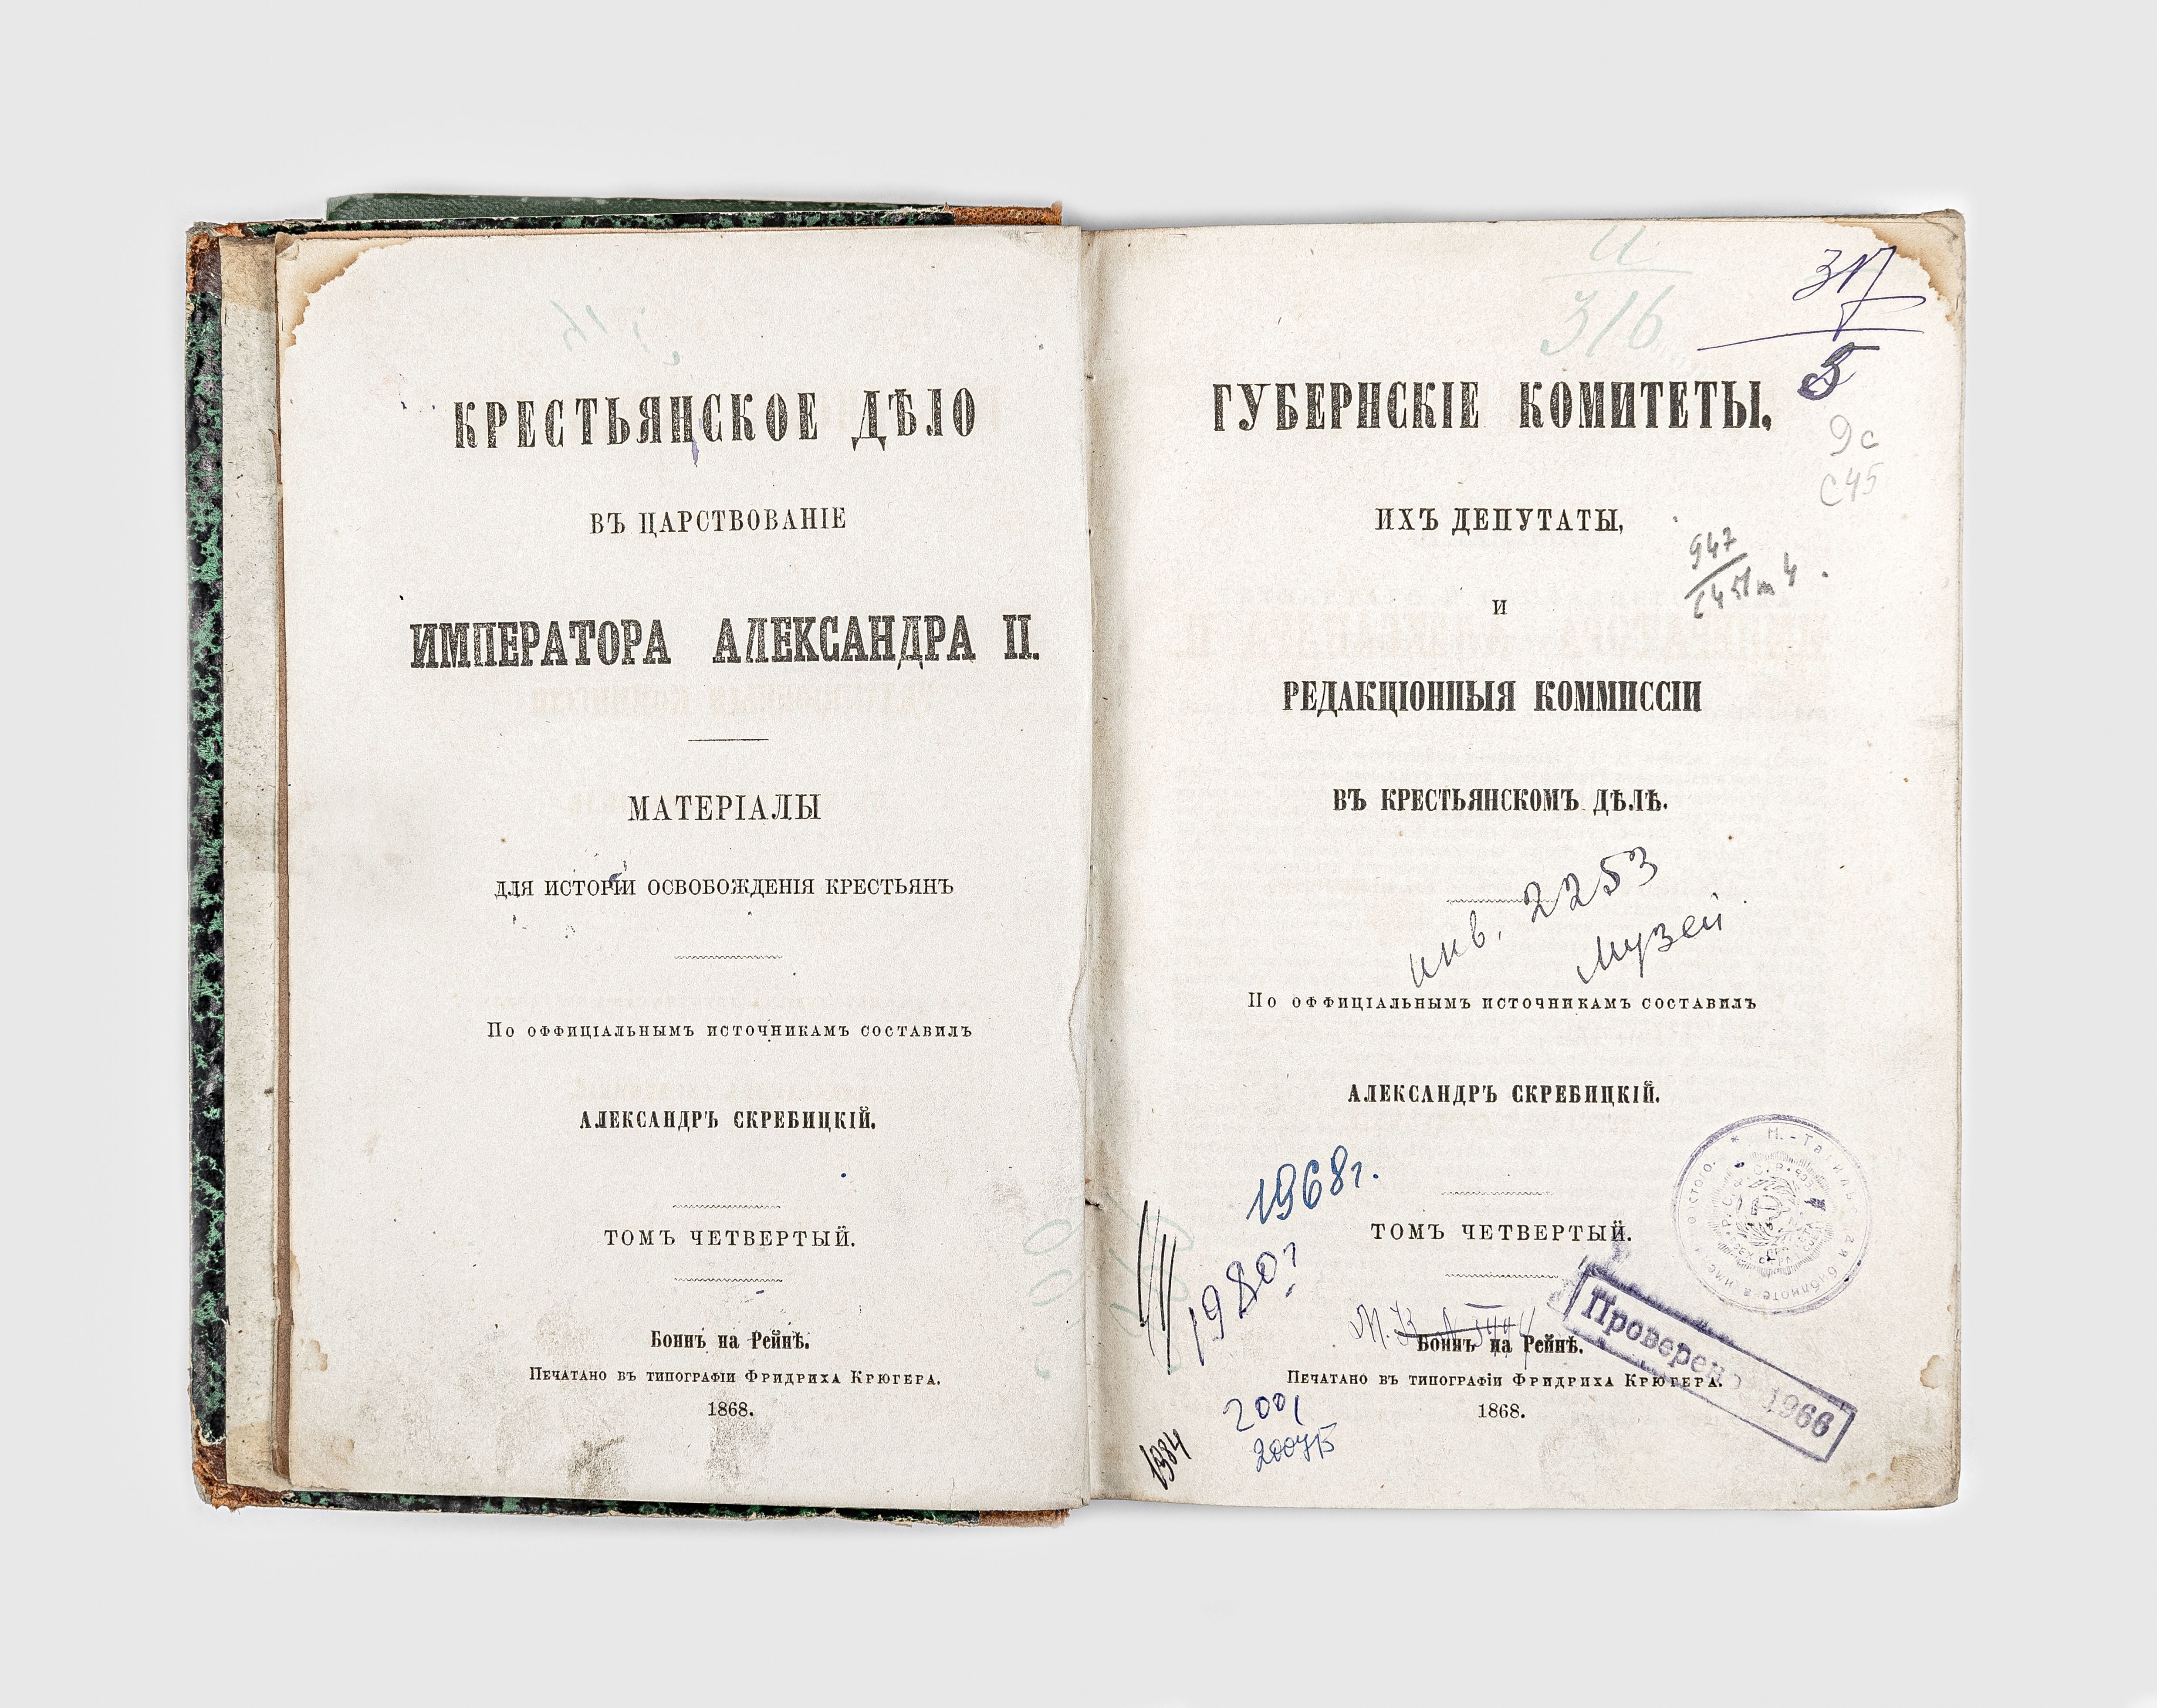 КРЕСТЬЯНСКОЕ ДѢЛО
ВЪ ЦАРСТВОВАНІЕ
ИМПЕРАТОРА АЛЕКСАНДРА II.
МАТЕРІАЛЫ
ДЛЯ ИСТОРІИ ОСВОБОЖДЕНІЯ КРЕСТЬЯНЪ
По оффиціальнымъ источникамъ составилъ
АЛЕКСАНДРЪ СКРЕБИЦКІЙ.
ТОМЪ ЧЕТВЕРТЫЙ.
Боннъ на Рейнѣ.
Печатано въ типографіи Фридриха Крюгера.
1868.
И
316
317
5
ГУБЕРНСКІЕ КОМИТЕТЫ,
9с
С45
ИХЪ ДЕПУТАТЫ,
947
И
РЕДАКЦІОННЫЯ КОММИССІИ
ВЪ КРЕСТЬЯНСКОМЪ ДѢЛѢ.
инв. 2253
музей
По оффиціальнымъ источникамъ составилъ
АЛЕКСАНДРЪ СКРЕБИЦКІЙ.
1968г.
ТОМЪ ЧЕТВЕРТЫЙ.
1980г
Проверено 1966
Боннъ на Рейнѣ.
Печатано въ типографіи Фридриха Крюгера.
1868.
2001
1984